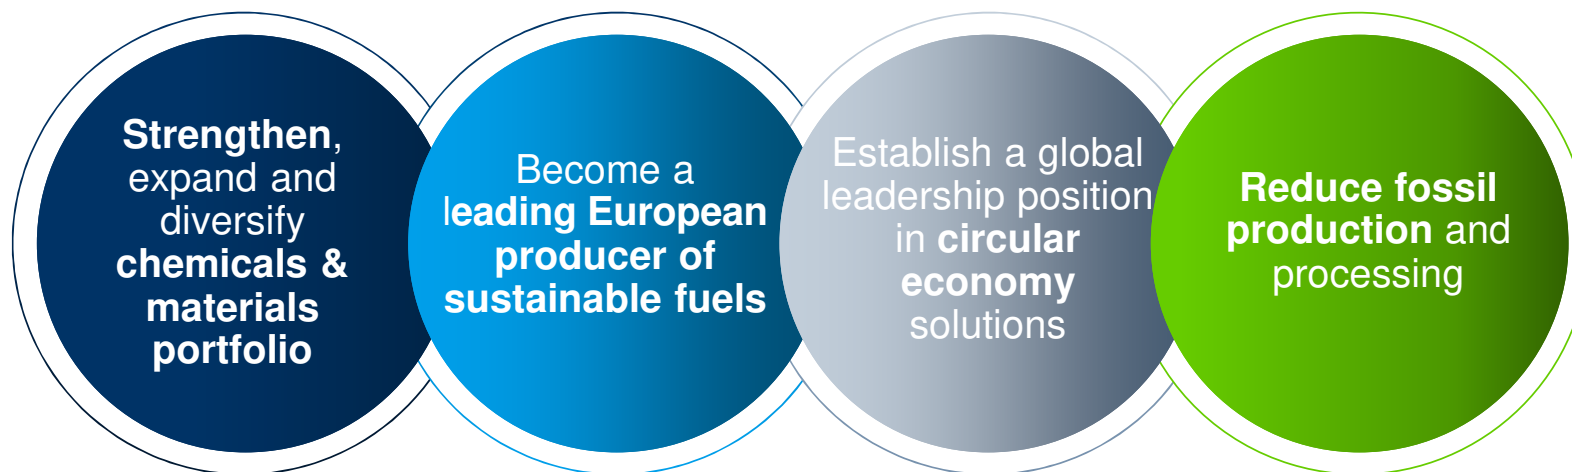 Strengthen,
expand and
diversify
chemicals &
materials
portfolio
Become a
leading European
producer of
sustainable fuels
Establish a global
leadership position
in circular
economy
solutions
Reduce fossil
production and
processing